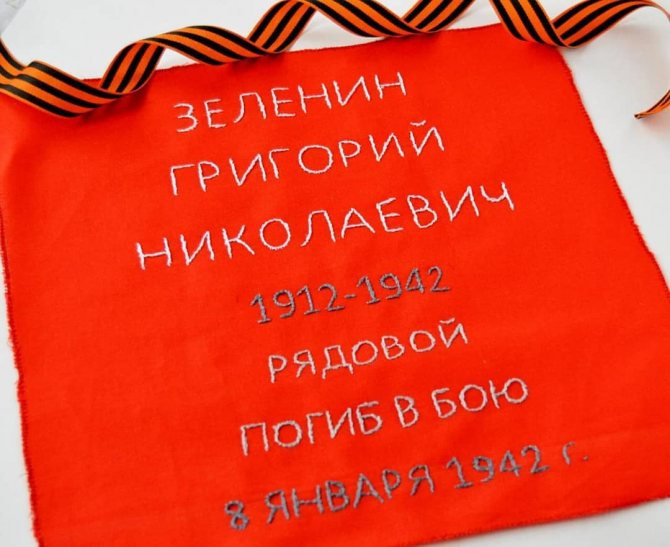 ЗЕЛЕНИН
ГРИГОРИЙ
НИКОЛАЕВИЧ
1912-1942
РЯДОВОЙ
ПОГИБ В БОЮ
8 ЯНВАРЯ 1942 г.